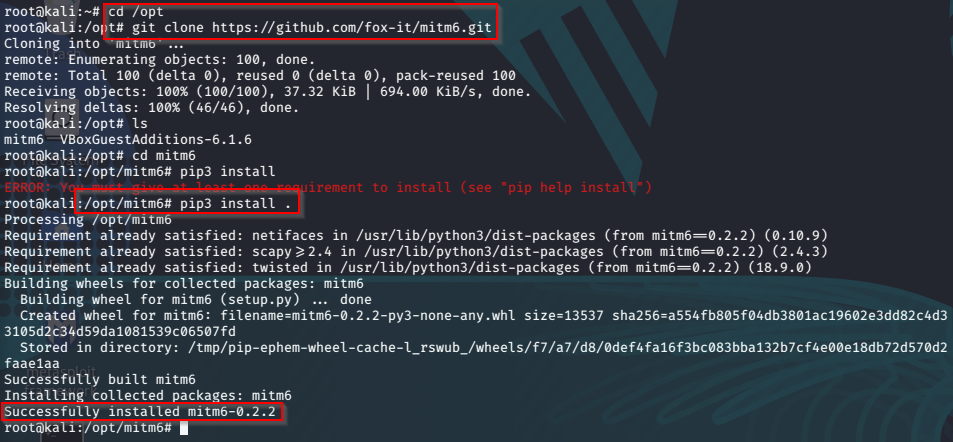 root@kali:~# cd /opt
root@kali:/opt# git clone https://github.com/fox-it/mitm6.git
Cloning into 'mitm6'...
remote: Enumerating objects: 100, done.
remote: Total 100 (delta 0), reused 0 (delta 0), pack-reused 100
Receiving objects: 100% (100/100), 37.32 KiB | 694.00 KiB/s, done.
Resolving deltas: 100% (46/46), done.
root@kali:/opt# ls
mitm6  VBoxGuestAdditions-6.1.6
root@kali:/opt# cd mitm6
root@kali:/opt/mitm6# pip3 install
ERROR: You must give at least one requirement to install (see "pip help install")
root@kali:/opt/mitm6# pip3 install .
Processing /opt/mitm6
Requirement already satisfied: netifaces in /usr/lib/python3/dist-packages (from mitm6==0.2.2) (0.10.9)
Requirement already satisfied: scapy>=2.4 in /usr/lib/python3/dist-packages (from mitm6==0.2.2) (2.4.3)
Requirement already satisfied: twisted in /usr/lib/python3/dist-packages (from mitm6==0.2.2) (18.9.0)
Building wheels for collected packages: mitm6
  Building wheel for mitm6 (setup.py) ... done
  Created wheel for mitm6: filename=mitm6-0.2.2-py3-none-any.whl size=13537 sha256=a554fb805f04db3801ac19602e3dd82c4d3
3105d2c34d59da1081539c06507fd
  Stored in directory: /tmp/pip-ephem-wheel-cache-l_rswub_/wheels/f7/a7/d8/0def4fa16f3bc083bba132b7cf4e00e18db72d570d2
faae1aa
Successfully built mitm6
Installing collected packages: mitm6
Successfully installed mitm6-0.2.2
root@kali:/opt/mitm6#